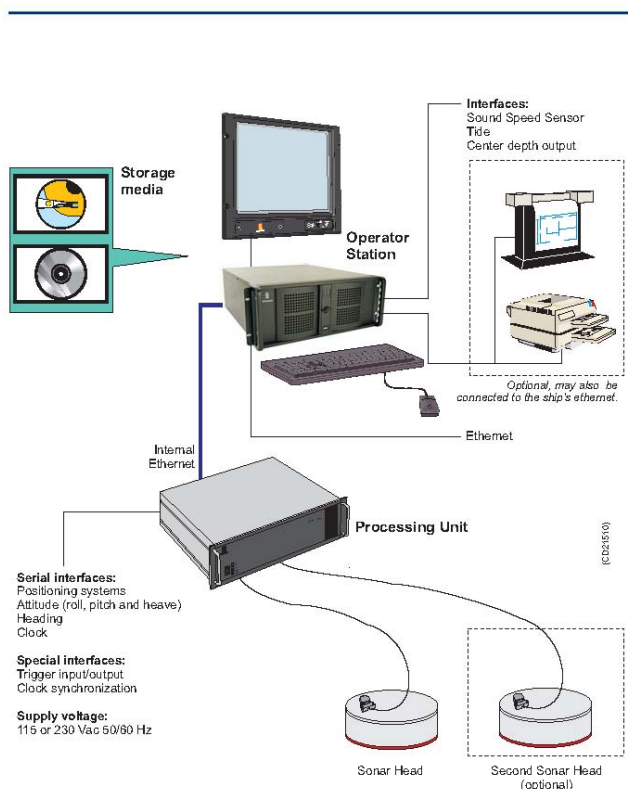 Interfaces:
Sound Speed Sensor
Tide
Center depth output
Storage
media
Operator
Station
Optional, may also be
connected to the ship's ethernet.
Ethernet
Internal
Ethernet
Processing Unit
(CD21510)
Serial interfaces:
Positioning systems
Attitude (roll, pitch and heave)
Heading
Clock
Special interfaces:
Trigger input/output
Clock synchronization
Supply voltage:
115 or 230 Vac 50/60 Hz
Sonar Head
Second Sonar Head
(optional)